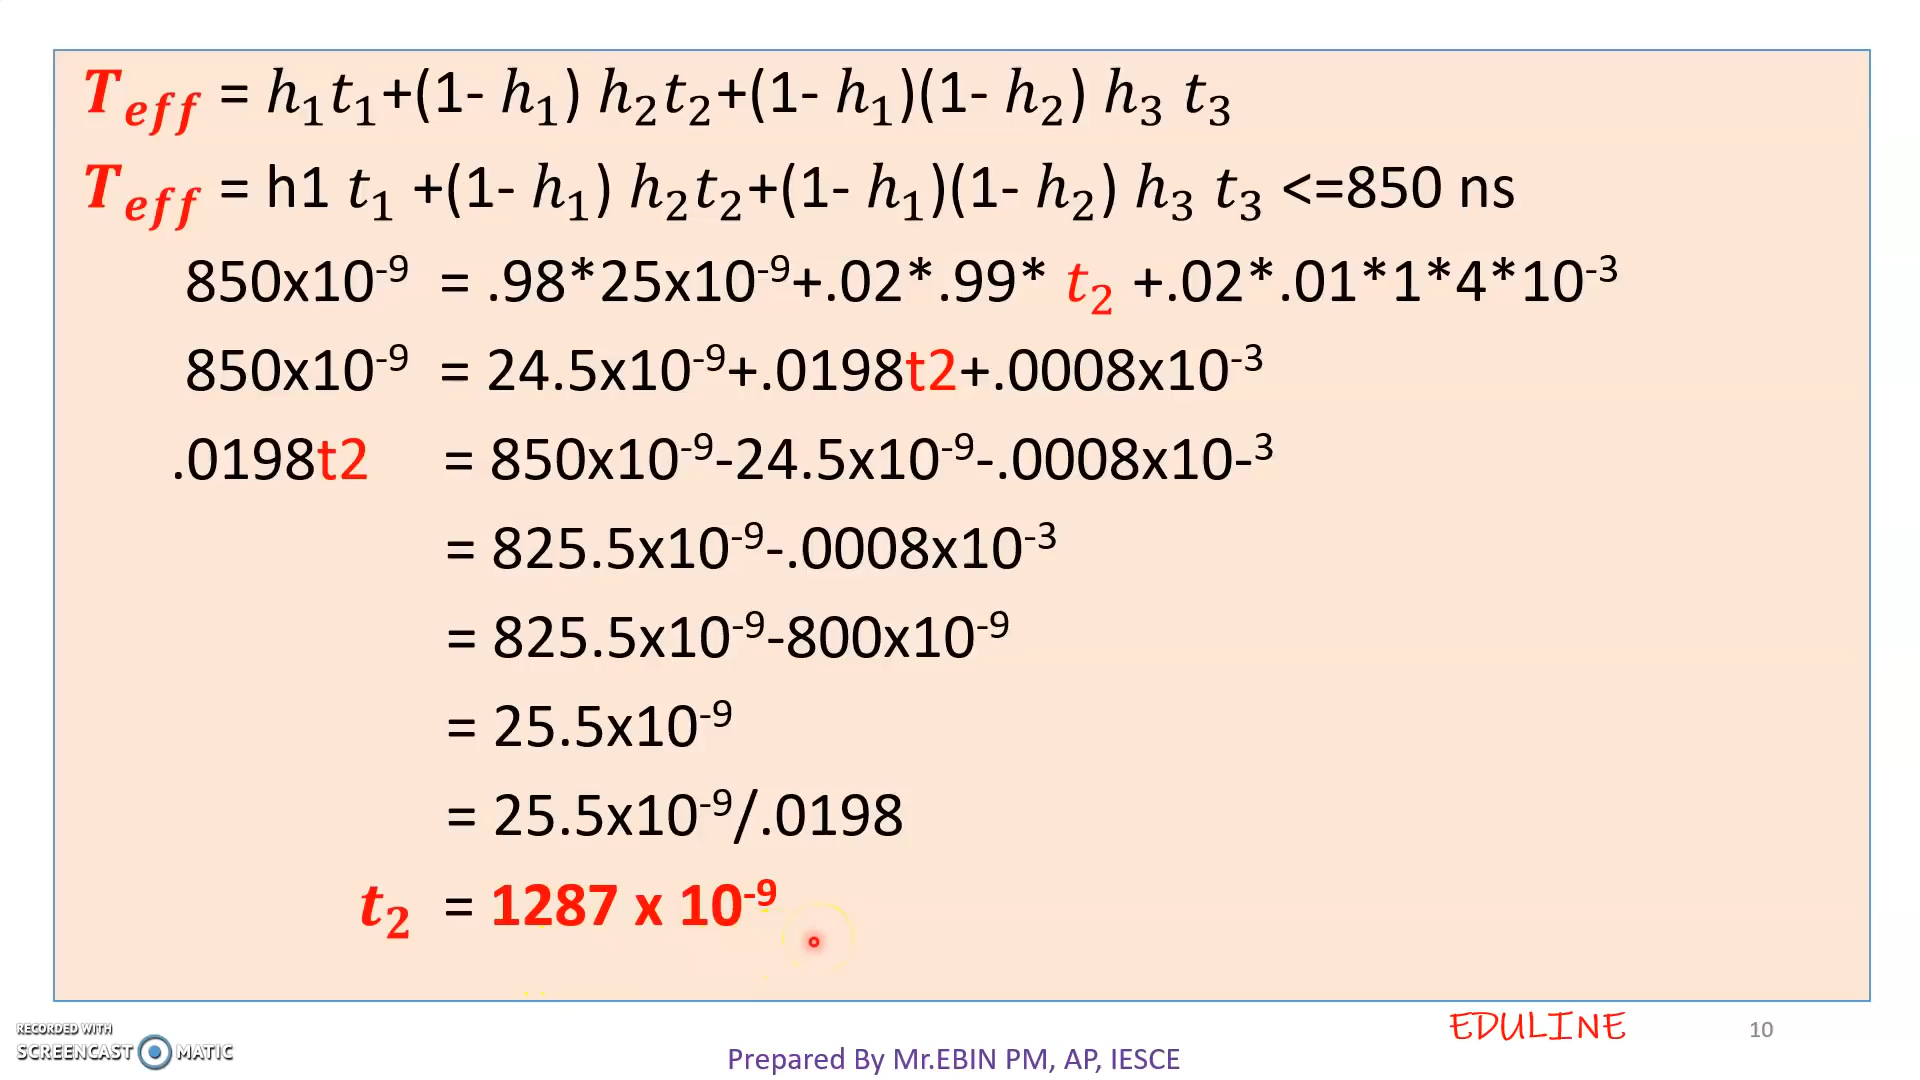 T_eff = h₁t₁+(1- h₁) h₂t₂+(1- h₁)(1- h₂) h₃ t₃
T_eff = h1 t₁ +(1- h₁) h₂t₂+(1- h₁)(1- h₂) h₃ t₃ <=850 ns
850x10⁻⁹ = .98*25x10⁻⁹+.02*.99* t₂ +.02*.01*1*4*10⁻³
850x10⁻⁹ = 24.5x10⁻⁹+.0198t2+.0008x10⁻³
.0198t2 = 850x10⁻⁹-24.5x10⁻⁹-.0008x10-³
= 825.5x10⁻⁹-.0008x10⁻³
= 825.5x10⁻⁹-800x10⁻⁹
= 25.5x10⁻⁹
= 25.5x10⁻⁹/.0198
t₂ = 1287 x 10⁻⁹
EDULINE
10
RECORDED WITH
SCREENCAST MATIC
Prepared By Mr.EBIN PM, AP, IESCE